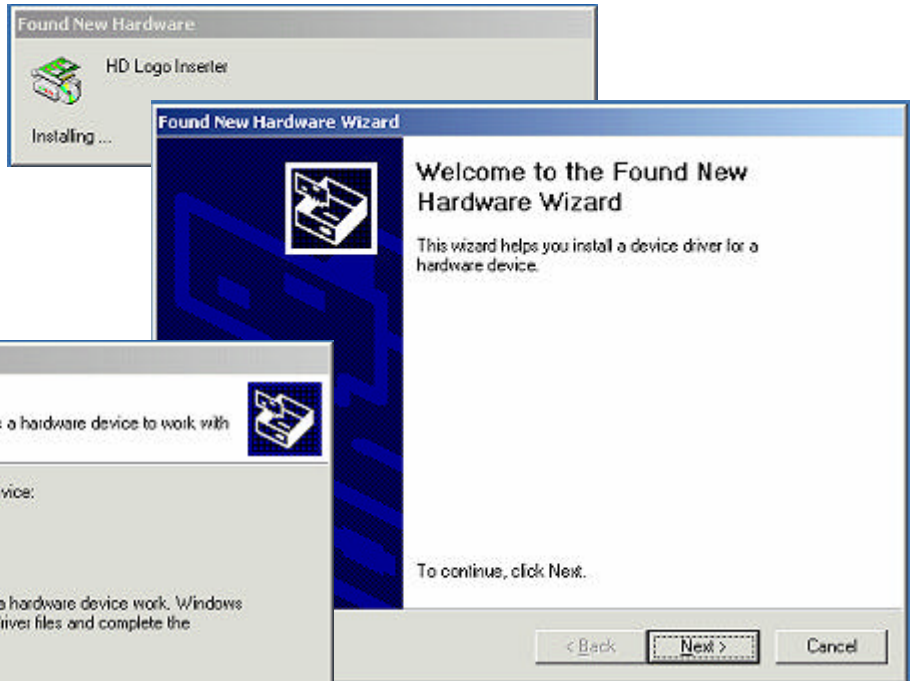 Found New Hardware
HD Logo Inserter
Installing ...
Found New Hardware Wizard
Welcome to the Found New
Hardware Wizard
This wizard helps you install a device driver for a
hardware device.
To continue, click Next.
< Back
Next >
Cancel
a hardware device to work with
vice:
a hardware device work. Windows
river files and complete the